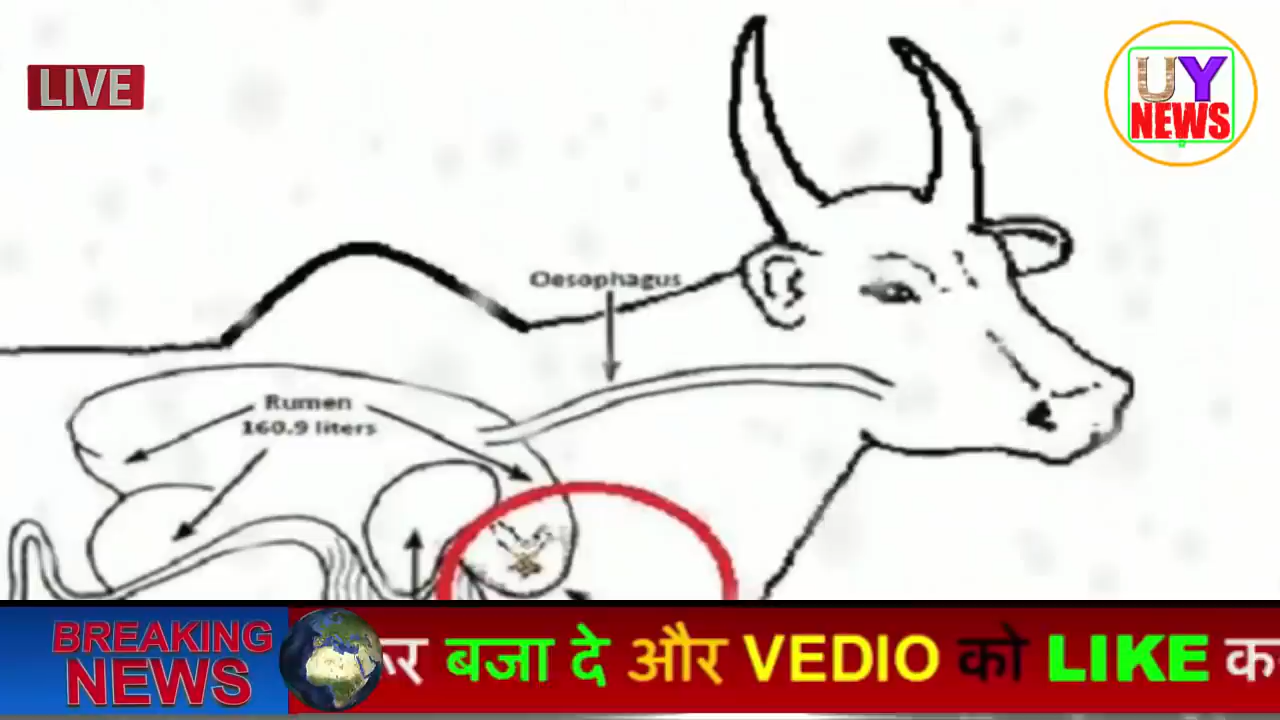 LIVE
UY
NEWS
Oesophagus
Rumen
160.9 liters
BREAKING
NEWS
बजा दे और VEDIO को LIKE